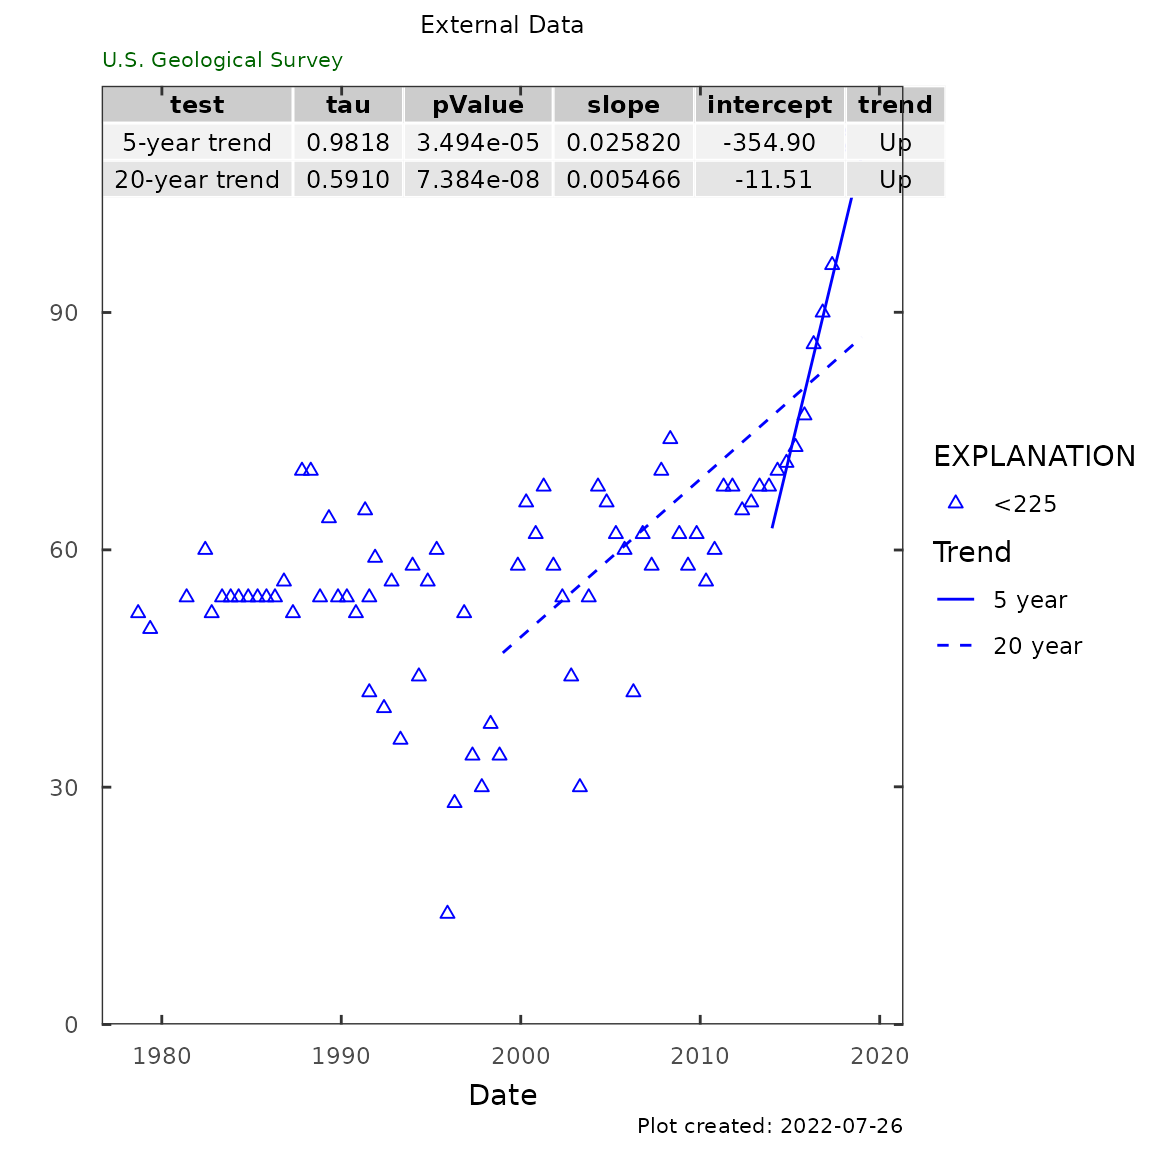 External Data
U.S. Geological Survey
test tau pValue slope intercept trend
5-year trend 0.9818 3.494e-05 0.025820 -354.90 Up
20-year trend 0.5910 7.384e-08 0.005466 -11.51 Up
90
60
30
0
1980 1990 2000 2010 2020
Date
EXPLANATION
<225
Trend
5 year
20 year
Plot created: 2022-07-26